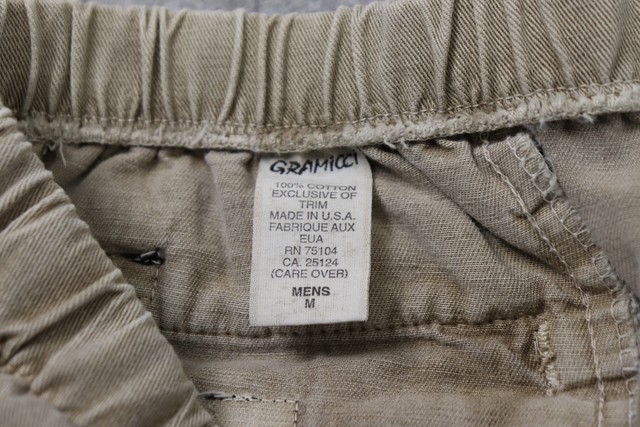 GRAMiCCi
100% COTTON
EXCLUSIVE OF
TRIM
MADE IN U.S.A.
FABRIQUE AUX
EUA
RN 75104
CA. 25124
(CARE OVER)
MENS
M